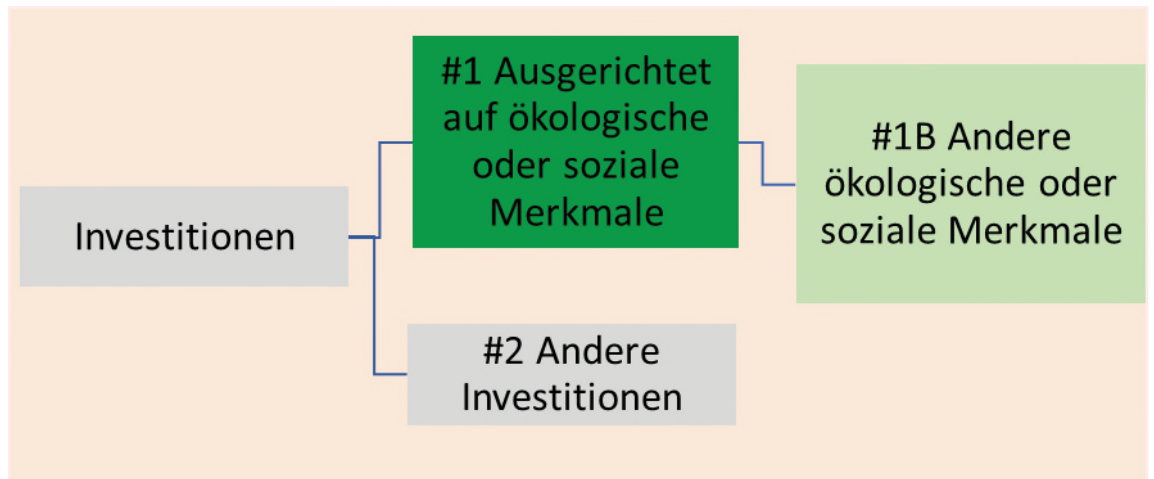 Investitionen
#1 Ausgerichtet
auf ökologische
oder soziale
Merkmale
#1B Andere
ökologische oder
soziale Merkmale
#2 Andere
Investitionen